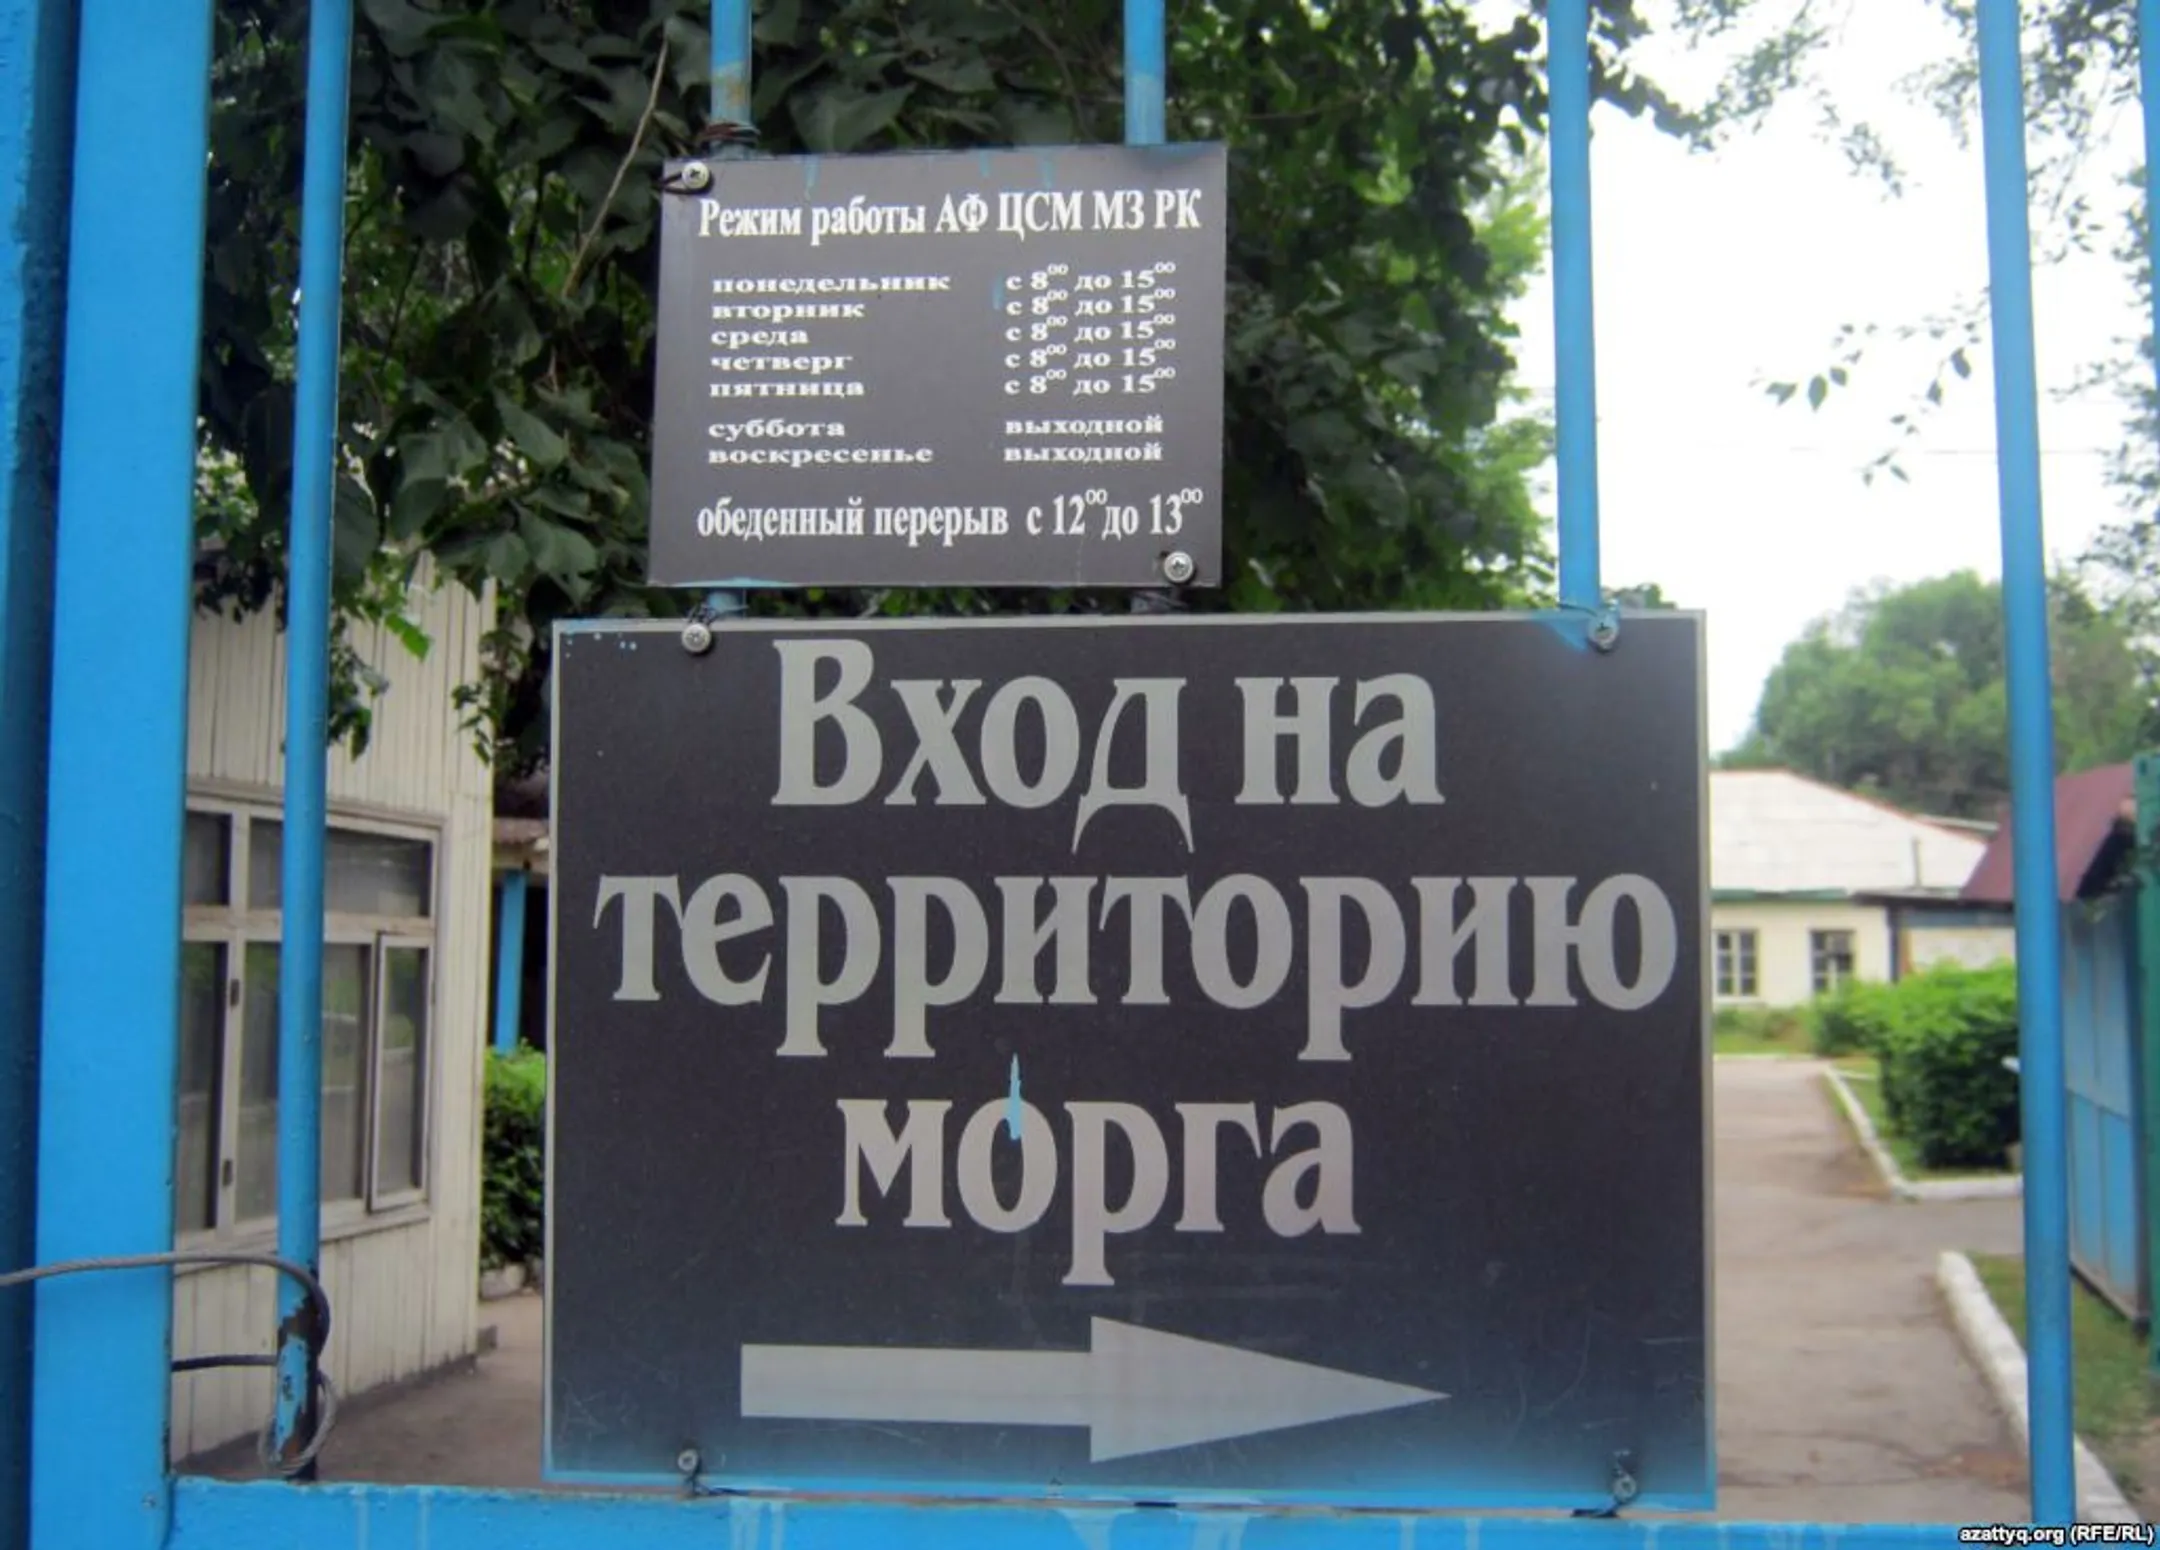 Режим работы АФ ЦСМ МЗ РК
понедельник с 8⁰⁰ до 15⁰⁰
вторник с 8⁰⁰ до 15⁰⁰
среда с 8⁰⁰ до 15⁰⁰
четверг с 8⁰⁰ до 15⁰⁰
пятница с 8⁰⁰ до 15⁰⁰
суббота выходной
воскресенье выходной
обеденный перерыв с 12⁰⁰ до 13⁰⁰
Вход на
территорию
морга
azattyq.org (RFE/RL)